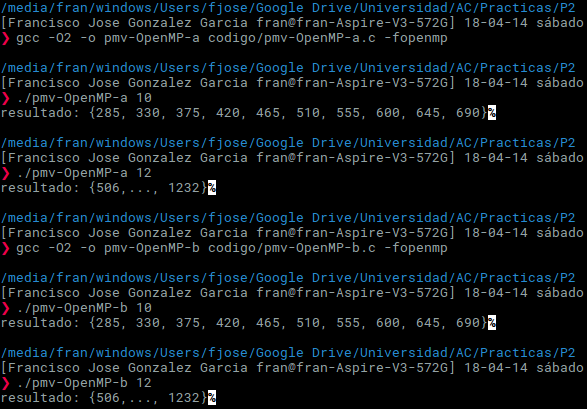 /media/fran/windows/Users/fjose/Google Drive/Universidad/AC/Practicas/P2
[Francisco Jose Gonzalez Garcia fran@fran-Aspire-V3-572G] 18-04-14 sábado
❯ gcc -O2 -o pmv-OpenMP-a codigo/pmv-OpenMP-a.c -fopenmp
/media/fran/windows/Users/fjose/Google Drive/Universidad/AC/Practicas/P2
[Francisco Jose Gonzalez Garcia fran@fran-Aspire-V3-572G] 18-04-14 sábado
❯ ./pmv-OpenMP-a 10
resultado: {285, 330, 375, 420, 465, 510, 555, 600, 645, 690}%
/media/fran/windows/Users/fjose/Google Drive/Universidad/AC/Practicas/P2
[Francisco Jose Gonzalez Garcia fran@fran-Aspire-V3-572G] 18-04-14 sábado
❯ ./pmv-OpenMP-a 12
resultado: {506,..., 1232}%
/media/fran/windows/Users/fjose/Google Drive/Universidad/AC/Practicas/P2
[Francisco Jose Gonzalez Garcia fran@fran-Aspire-V3-572G] 18-04-14 sábado
❯ gcc -O2 -o pmv-OpenMP-b codigo/pmv-OpenMP-b.c -fopenmp
/media/fran/windows/Users/fjose/Google Drive/Universidad/AC/Practicas/P2
[Francisco Jose Gonzalez Garcia fran@fran-Aspire-V3-572G] 18-04-14 sábado
❯ ./pmv-OpenMP-b 10
resultado: {285, 330, 375, 420, 465, 510, 555, 600, 645, 690}%
/media/fran/windows/Users/fjose/Google Drive/Universidad/AC/Practicas/P2
[Francisco Jose Gonzalez Garcia fran@fran-Aspire-V3-572G] 18-04-14 sábado
❯ ./pmv-OpenMP-b 12
resultado: {506,..., 1232}%